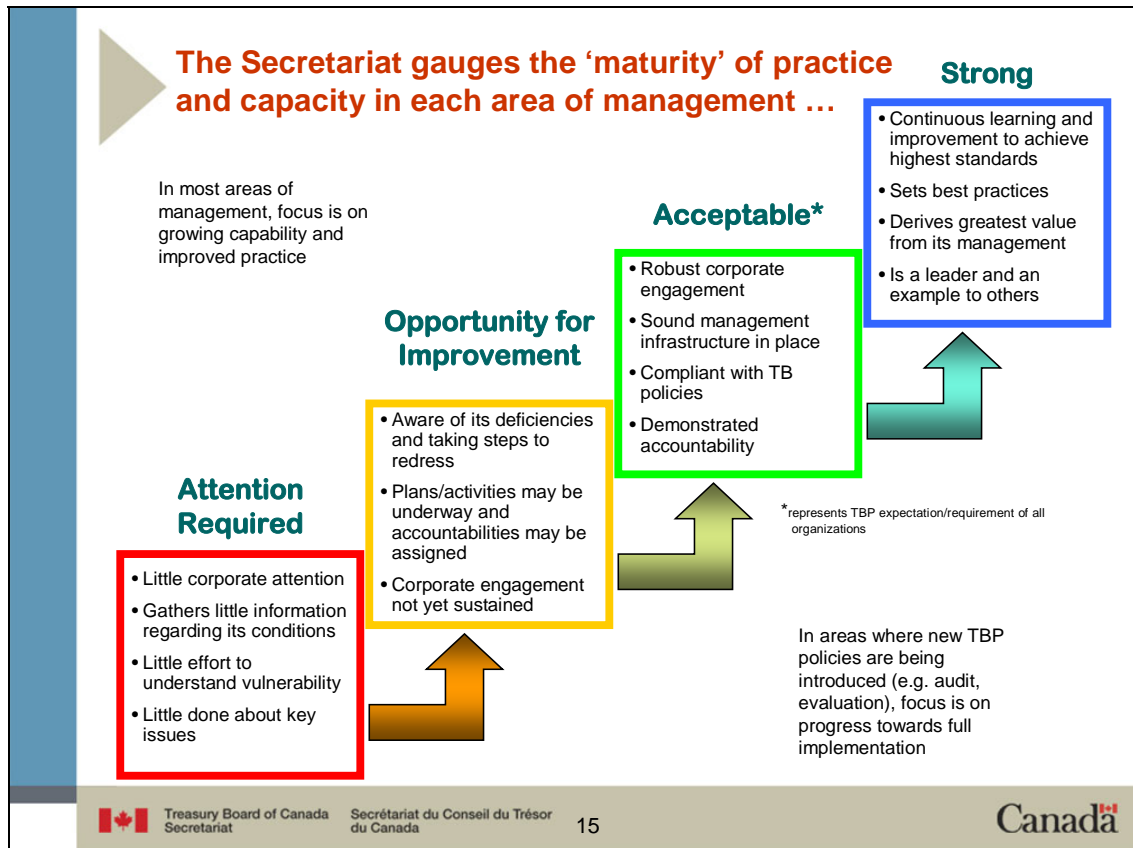 The Secretariat gauges the ‘maturity’ of practice
and capacity in each area of management …
In most areas of
management, focus is on
growing capability and
improved practice
Attention
Required
• Little corporate attention
• Gathers little information
regarding its conditions
• Little effort to
understand vulnerability
• Little done about key
issues
Opportunity for
Improvement
• Aware of its deficiencies
and taking steps to
redress
• Plans/activities may be
underway and
accountabilities may be
assigned
• Corporate engagement
not yet sustained
Acceptable*
• Robust corporate
engagement
• Sound management
infrastructure in place
• Compliant with TB
policies
• Demonstrated
accountability
Strong
• Continuous learning and
improvement to achieve
highest standards
• Sets best practices
• Derives greatest value
from its management
• Is a leader and an
example to others
*represents TBP expectation/requirement of all
organizations
In areas where new TBP
policies are being
introduced (e.g. audit,
evaluation), focus is on
progress towards full
implementation
Treasury Board of Canada
Secretariat
Secrétariat du Conseil du Trésor
du Canada
15
Canada